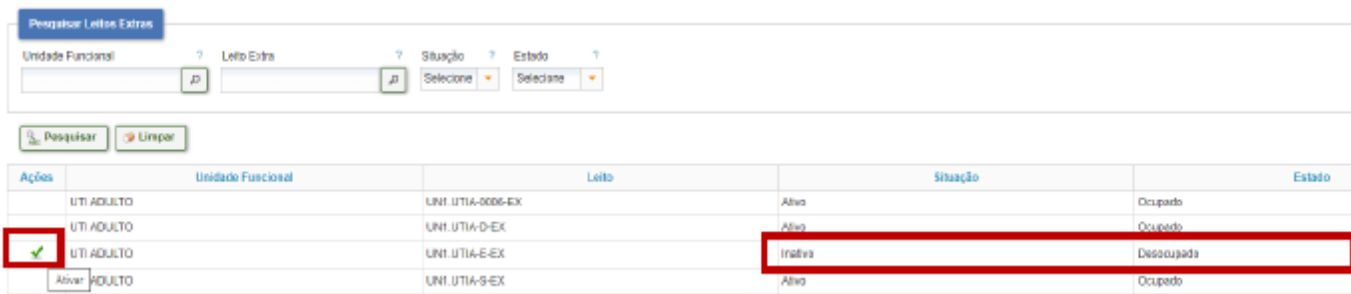 Pesquisar Leitos Extras
Unidade Funcional ? Leito Extra ? Situação ? Estado ?
Selecione Selecione
Pesquisar Limpar
Ações Unidade Funcional Leito Situação Estado
UTI ADULTO UN1.UTIA-0006-EX Ativo Ocupado
UTI ADULTO UN1.UTIA-D-EX Ativo Ocupado
UTI ADULTO UN1.UTIA-E-EX Inativo Desocupado
Ativar ADULTO UN1.UTIA-S-EX Ativo Ocupado